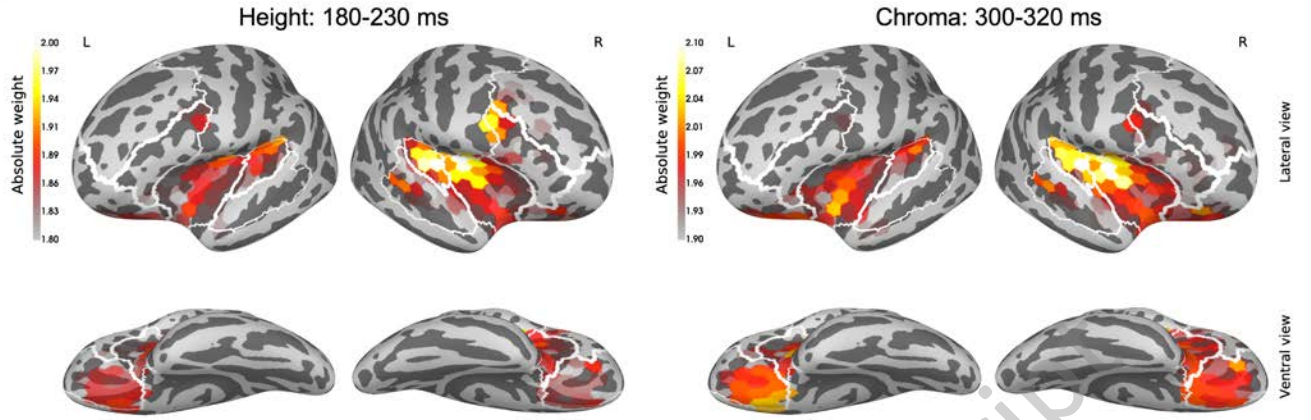 Height: 180-230 ms
Chroma: 300-320 ms
L
R
L
R
Absolute weight
2.00
1.97
1.94
1.91
1.89
1.86
1.83
1.80
Absolute weight
2.10
2.07
2.04
2.01
1.99
1.96
1.93
1.90
Lateral view
Ventral view